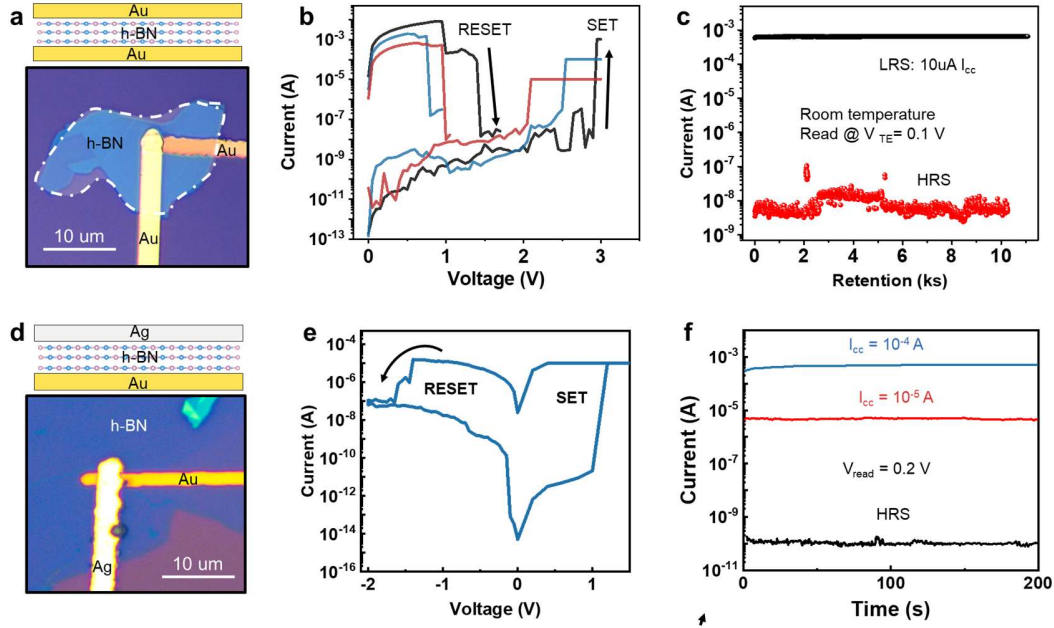 a
Au
h-BN
Au
h-BN
Au
10 um
Au
b
Current (A)
10⁻³
10⁻⁵
10⁻⁷
10⁻⁹
10⁻¹¹
10⁻¹³
RESET
SET
0
1
2
3
Voltage (V)
c
Current (A)
10⁻²
10⁻³
10⁻⁴
10⁻⁵
10⁻⁶
10⁻⁷
10⁻⁸
10⁻⁹
LRS: 10uA Icc
Room temperature
Read @ V TE = 0.1 V
HRS
0
2
4
6
8
10
Retention (ks)
d
Ag
h-BN
Au
h-BN
Au
Ag
10 um
e
Current (A)
10⁻⁴
10⁻⁶
10⁻⁸
10⁻¹⁰
10⁻¹²
10⁻¹⁴
10⁻¹⁶
RESET
SET
-2
-1
0
1
Voltage (V)
f
Current (A)
10⁻³
10⁻⁵
10⁻⁷
10⁻⁹
10⁻¹¹
Icc = 10⁻⁴ A
Icc = 10⁻⁵ A
Vread = 0.2 V
HRS
0
100
200
Time (s)